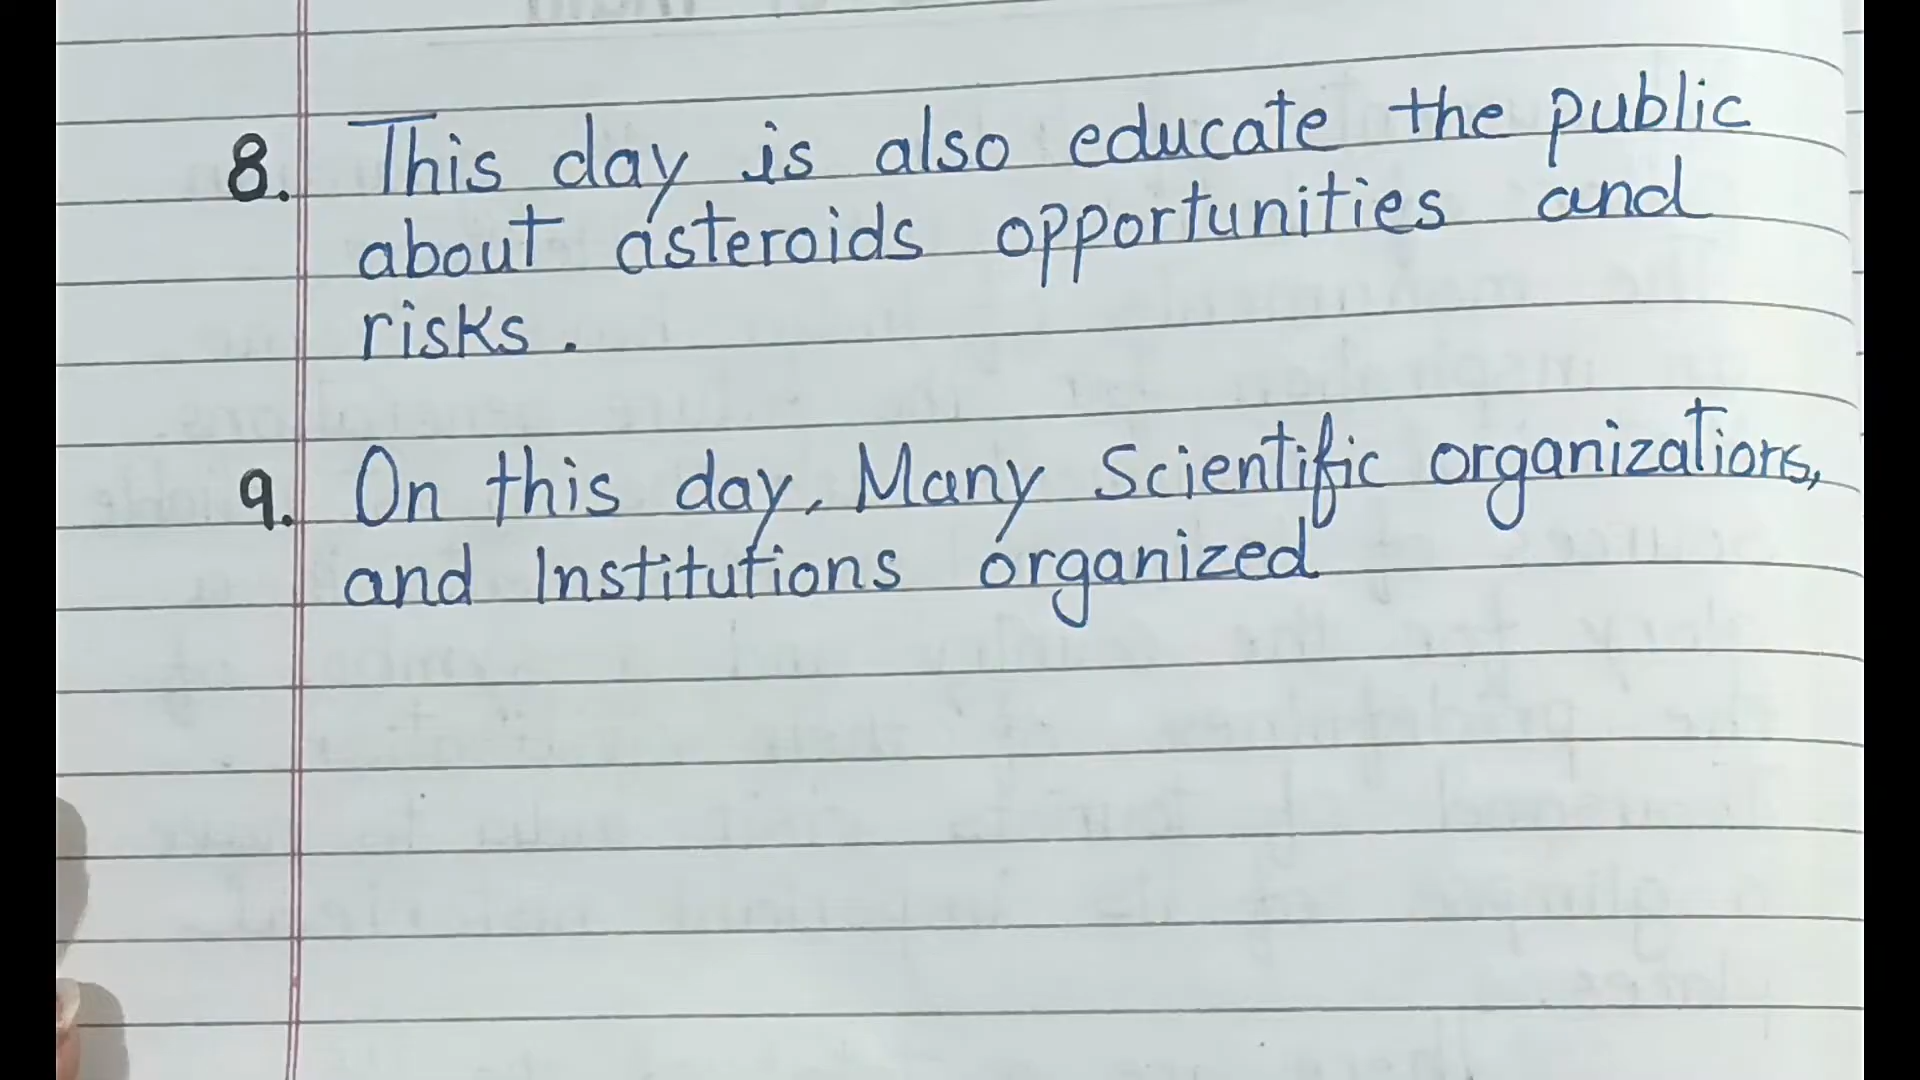 8. This day is also educate the public
about asteroids opportunities and
risks.
9. On this day, Many Scientific organizations,
and Institutions organized